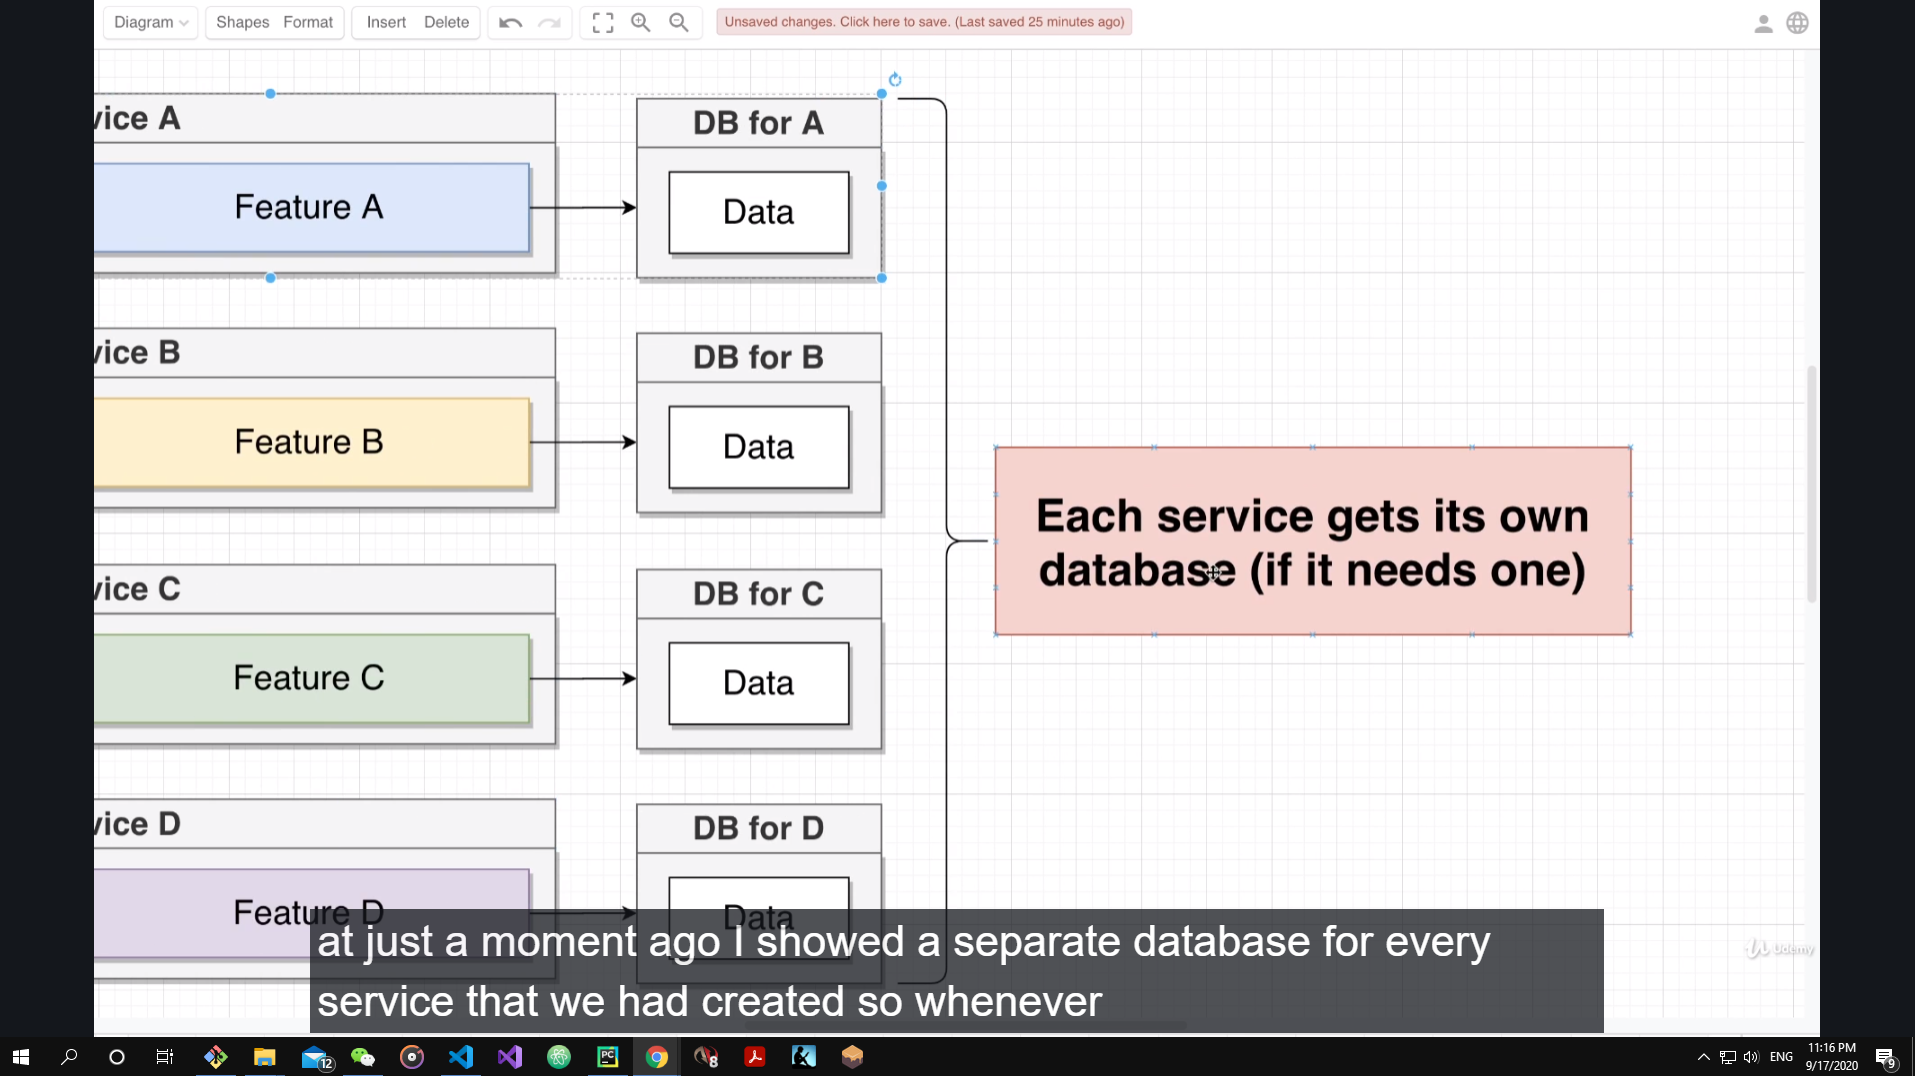 Diagram Shapes Format Insert Delete Unsaved changes. Click here to save. (Last saved 25 minutes ago)
vice A
Feature A
DB for A
Data
vice B
Feature B
DB for B
Data
Each service gets its own
database (if it needs one)
vice C
Feature C
DB for C
Data
vice D
Feature D
DB for D
Data
at just a moment ago I showed a separate database for every
service that we had created so whenever
Udemy
12
PC
8
ENG
11:16 PM
9/17/2020
9